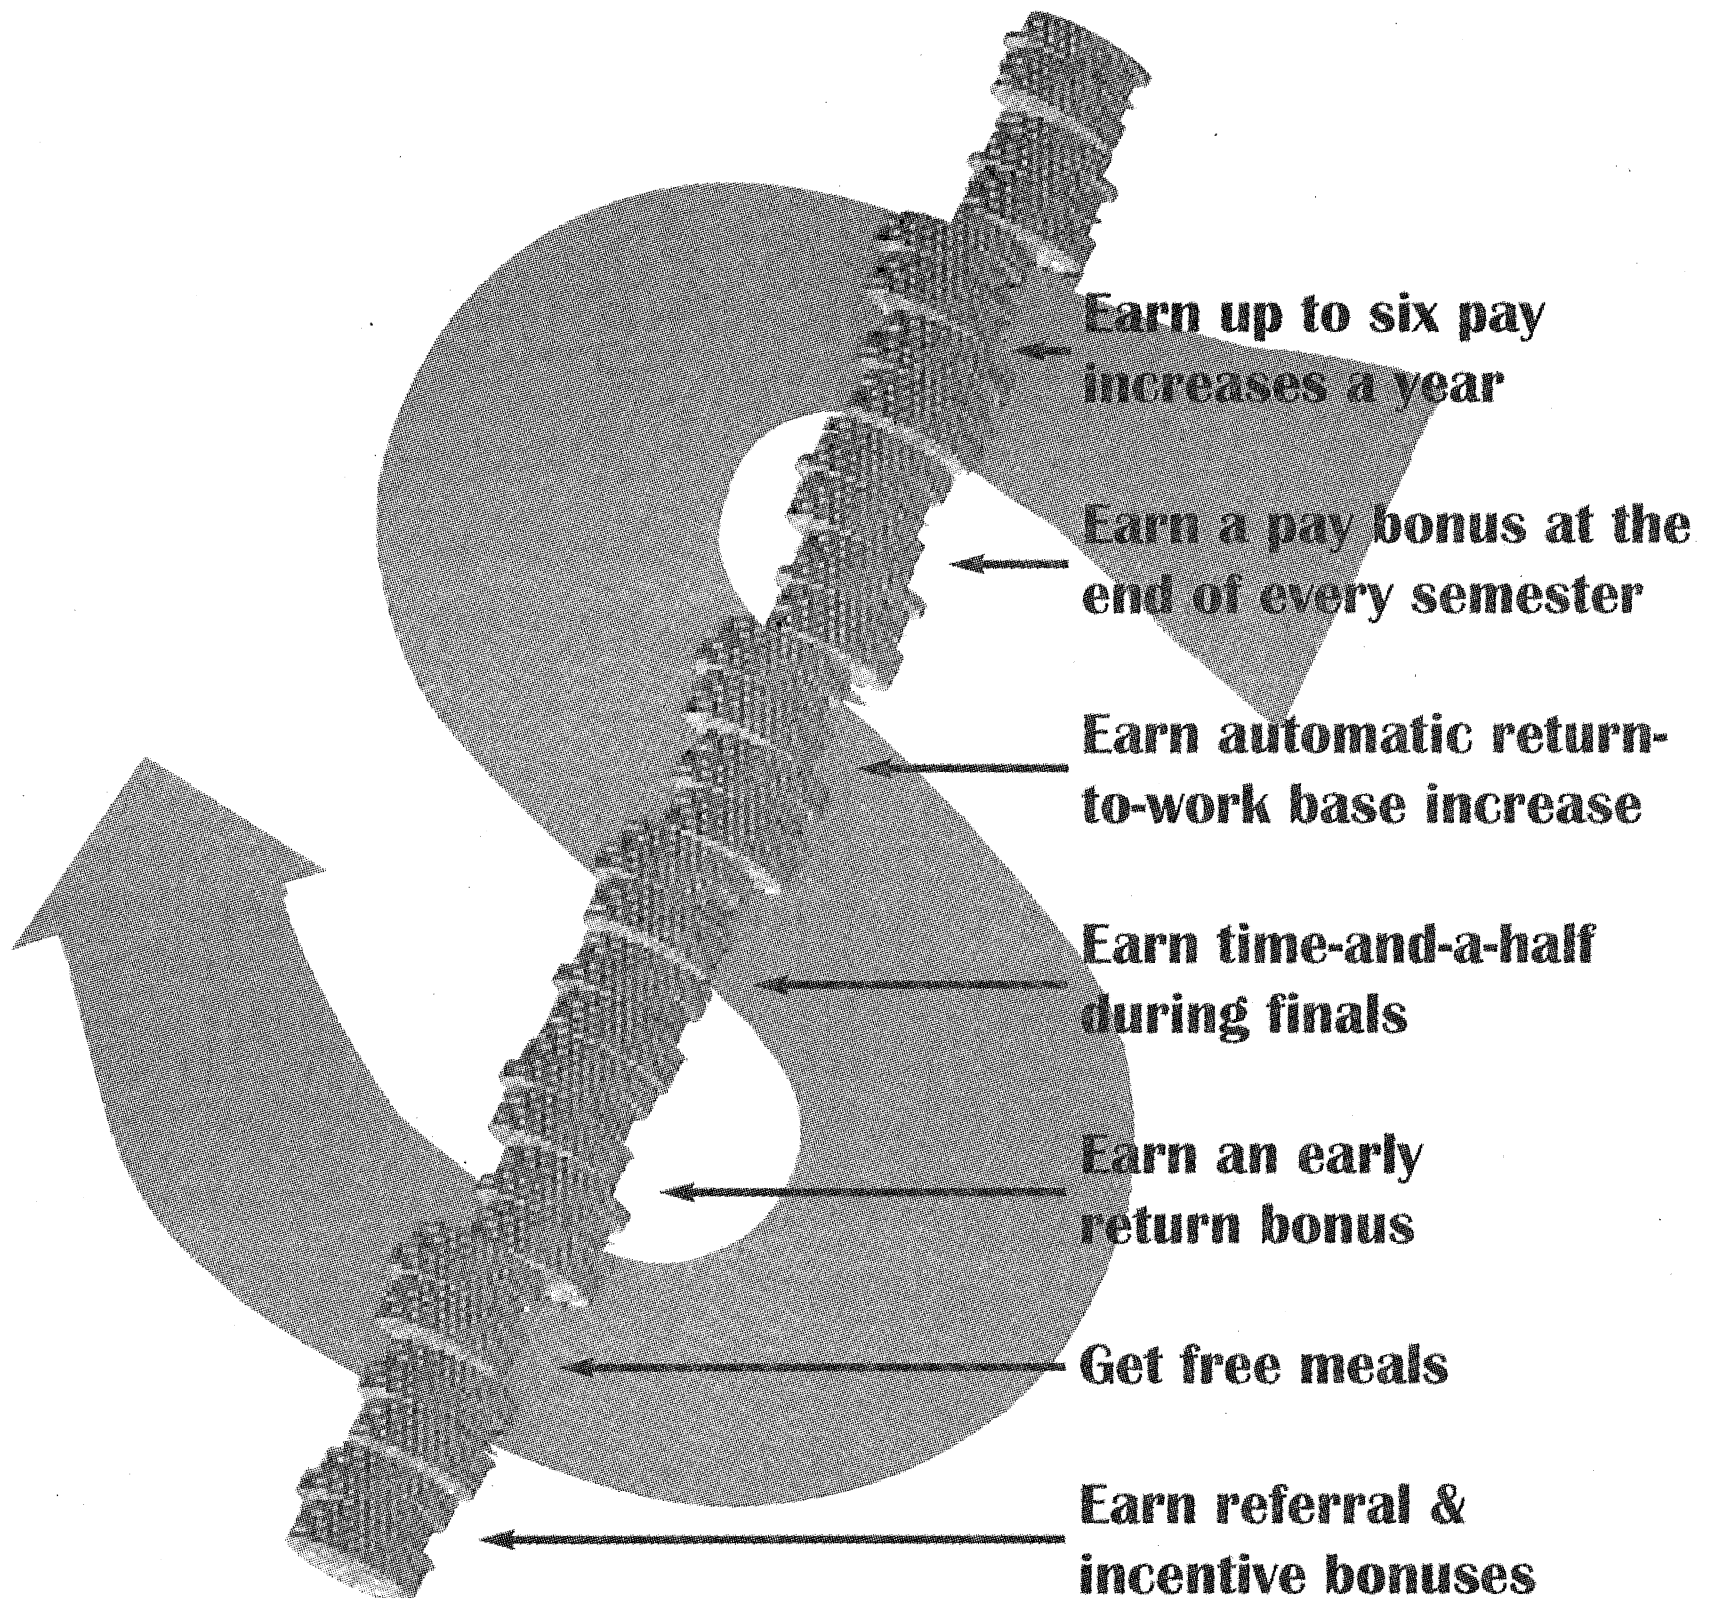 Earn up to six pay
increases a year
Earn a pay bonus at the
end of every semester
Earn automatic return-
to-work base increase
Earn time-and-a-half
during finals
Earn an early
return bonus
Get free meals
Earn referral &
incentive bonuses